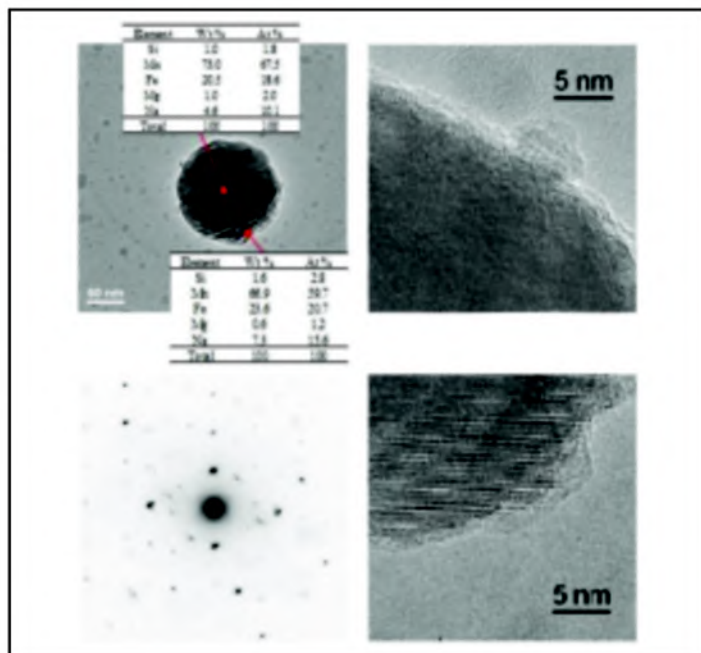 Element Wt% At%
Si 1.0 1.8
Mn 73.0 67.5
Fe 20.5 18.6
Mg 1.0 2.0
Na 4.6 10.1
Total 100 100
5 nm
Element Wt% At%
Si 1.6 2.8
Mn 66.9 59.7
Fe 23.6 20.7
Mg 0.6 1.2
Na 7.3 15.6
Total 100 100
50 nm
5 nm